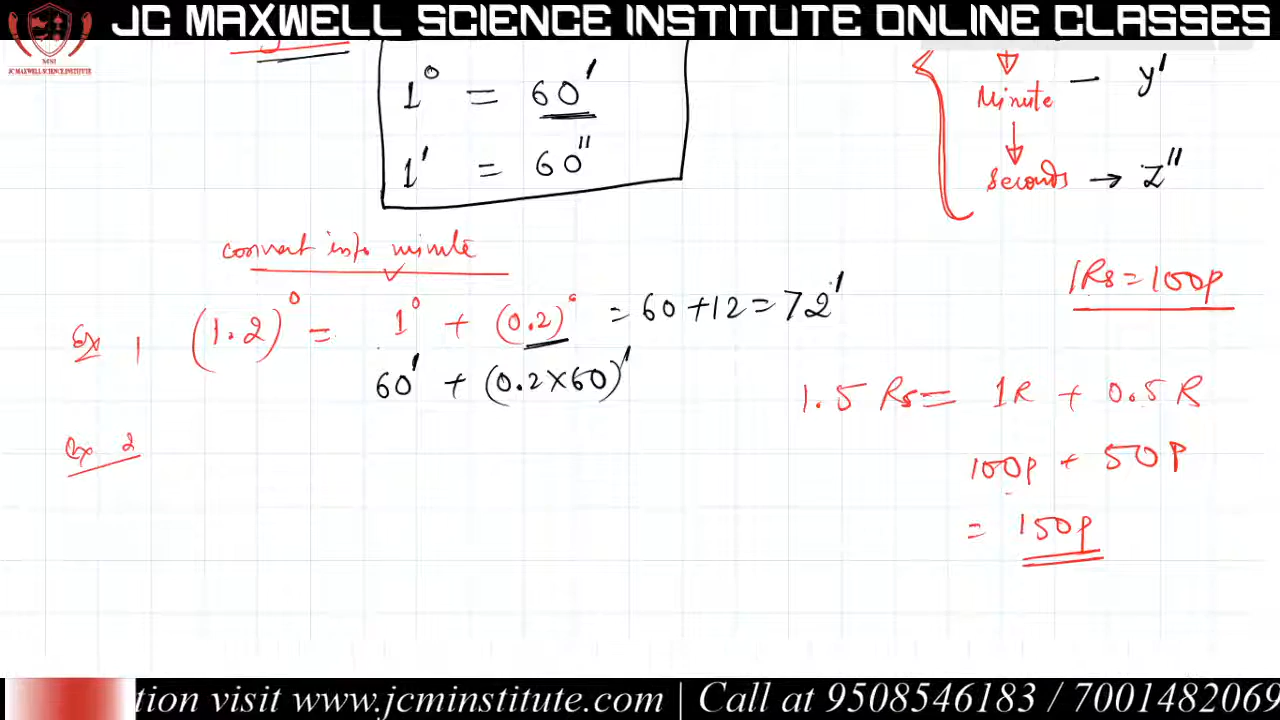 JC MAXWELL SCIENCE INSTITUTE ONLINE CLASSES
MSI
JC MAXWELL SCIENCE INSTITUTE
1° = 60'
1' = 60"
Minute — y'
Seconds → Z"
convert into minute
Ex 1 (1.2)° = 1° + (0.2)° = 60 + 12 = 72'
60' + (0.2×60)'
Ex 2
1Rs = 100p
1.5 Rs = 1R + 0.5 R
100p + 50P
= 150p
tion visit www.jcminstitute.com | Call at 9508546183 / 7001482069